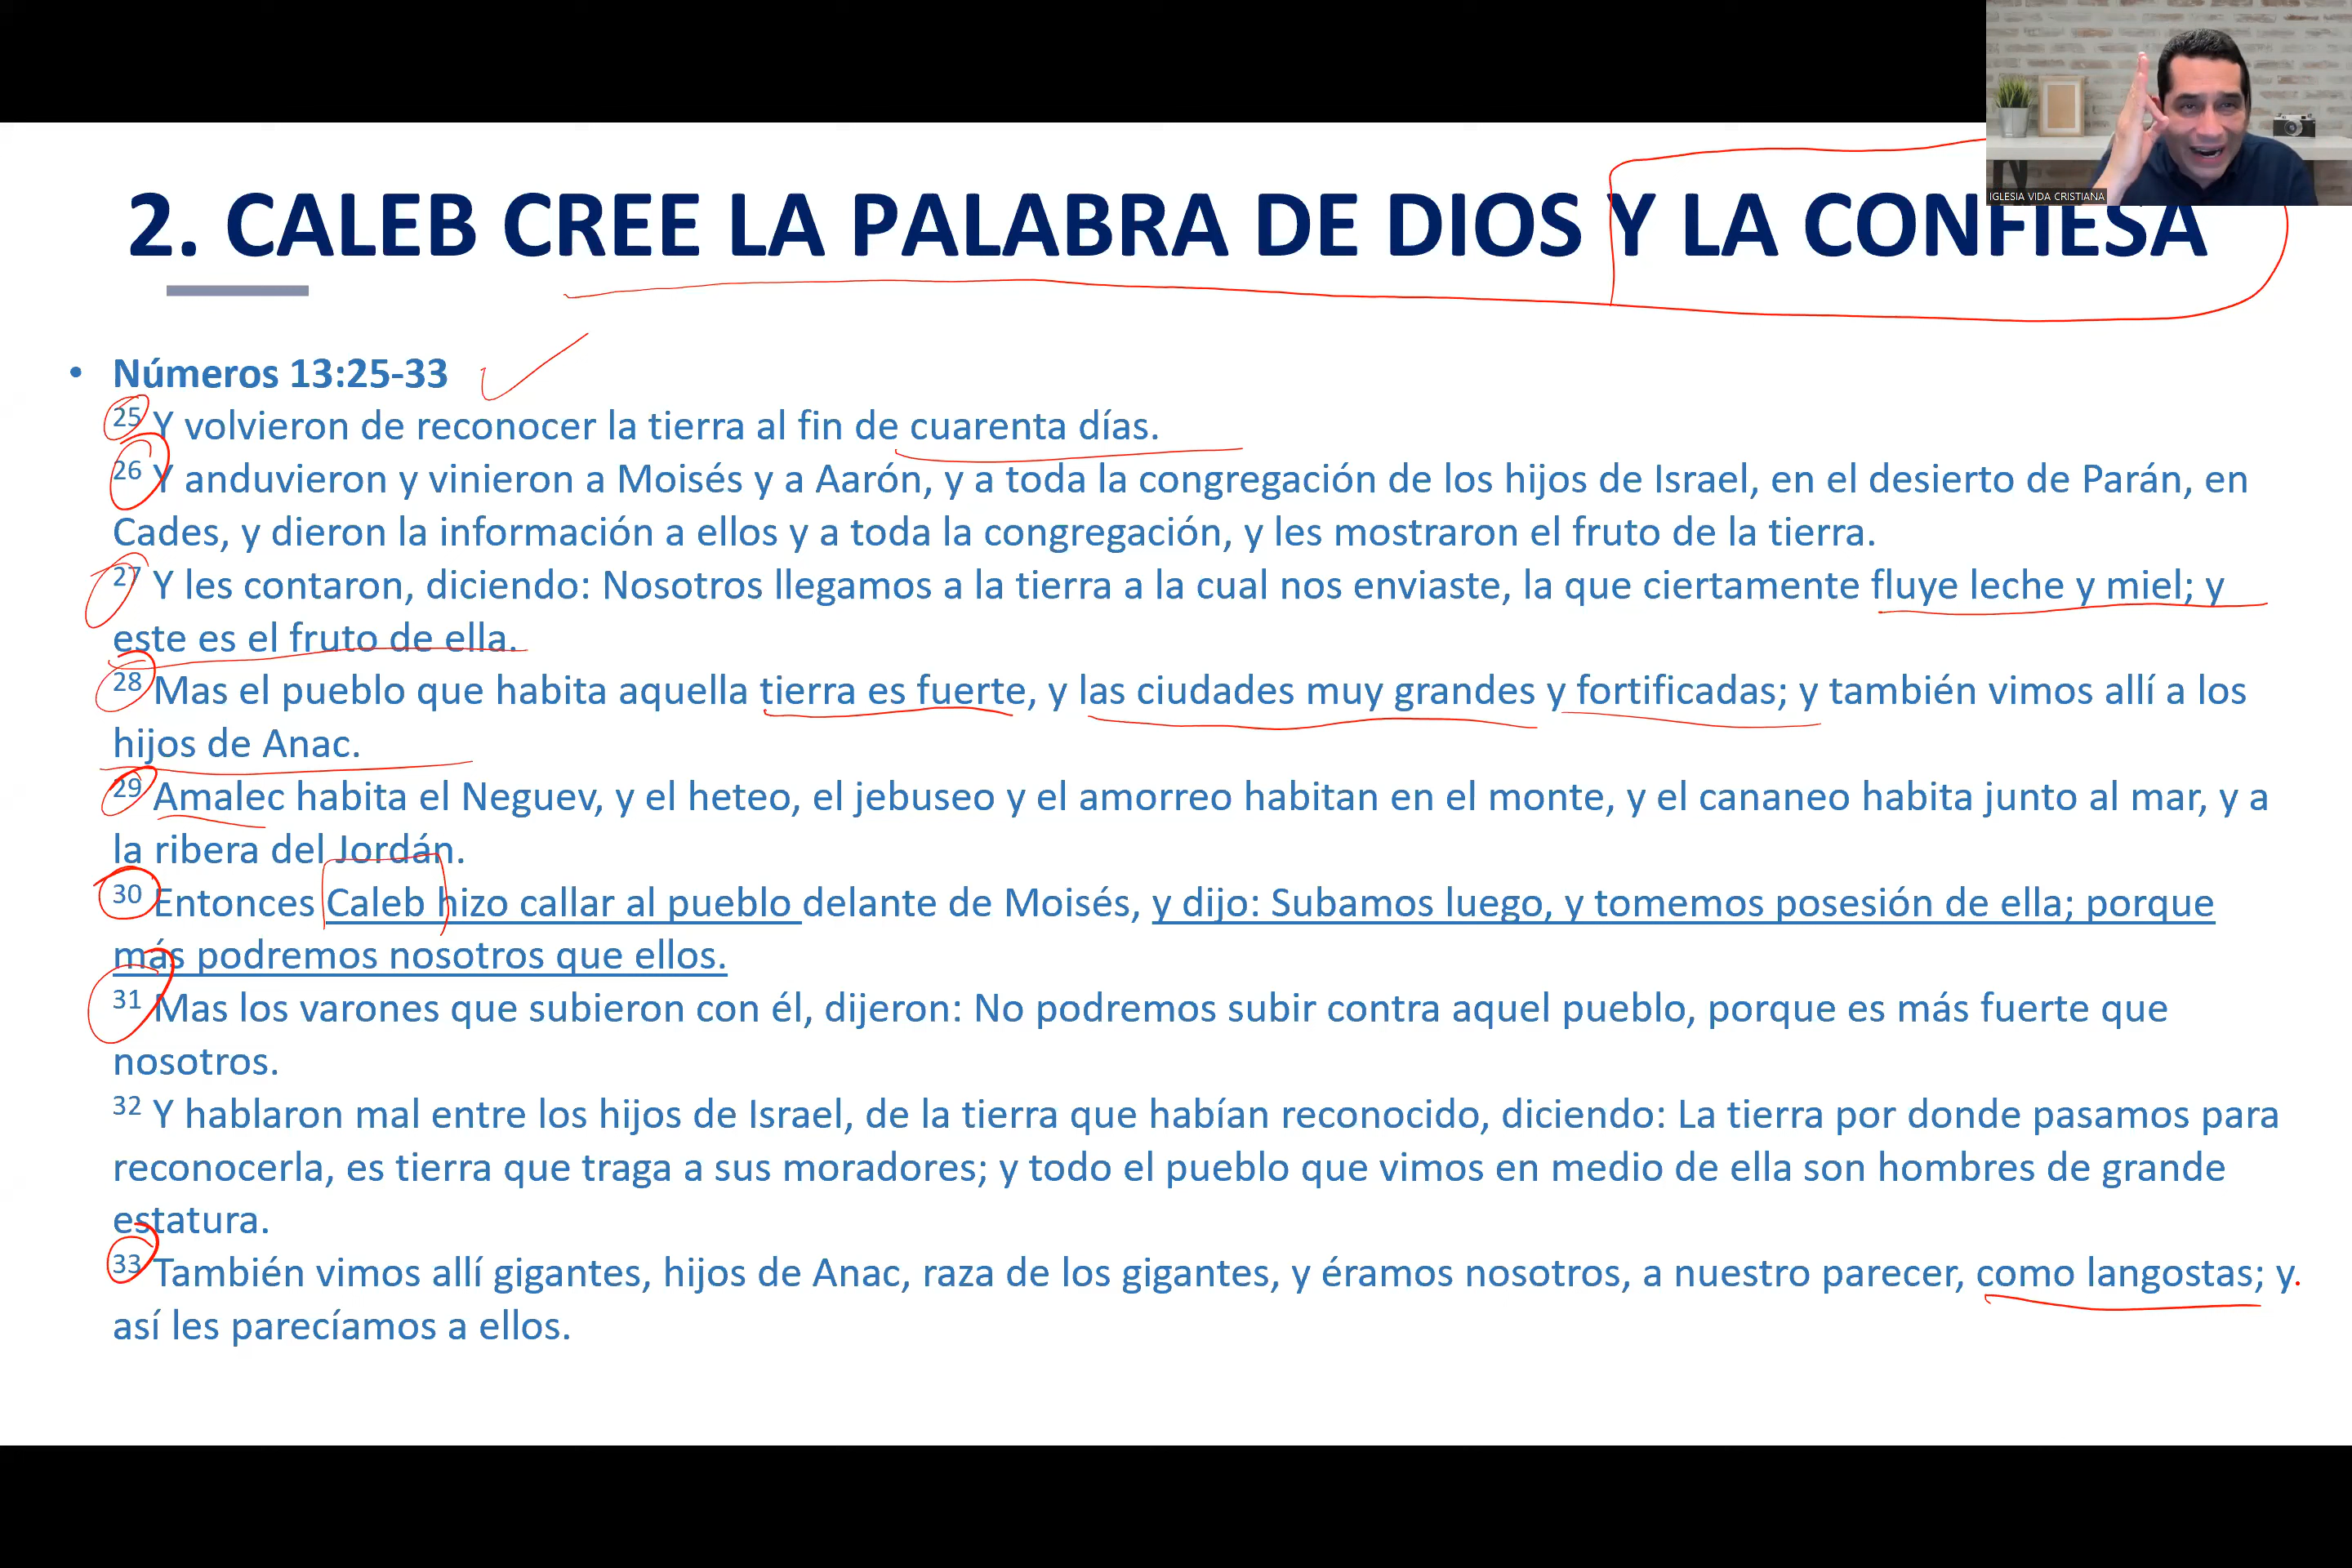 IGLESIA VIDA CRISTIANA
2. CALEB CREE LA PALABRA DE DIOS Y LA CONFIESA
• Números 13:25-33
25 Y volvieron de reconocer la tierra al fin de cuarenta días.
26 Y anduvieron y vinieron a Moisés y a Aarón, y a toda la congregación de los hijos de Israel, en el desierto de Parán, en
Cades, y dieron la información a ellos y a toda la congregación, y les mostraron el fruto de la tierra.
27 Y les contaron, diciendo: Nosotros llegamos a la tierra a la cual nos enviaste, la que ciertamente fluye leche y miel; y
este es el fruto de ella.
28 Mas el pueblo que habita aquella tierra es fuerte, y las ciudades muy grandes y fortificadas; y también vimos allí a los
hijos de Anac.
29 Amalec habita el Neguev, y el heteo, el jebuseo y el amorreo habitan en el monte, y el cananeo habita junto al mar, y a
la ribera del Jordán.
30 Entonces Caleb hizo callar al pueblo delante de Moisés, y dijo: Subamos luego, y tomemos posesión de ella; porque
más podremos nosotros que ellos.
31 Mas los varones que subieron con él, dijeron: No podremos subir contra aquel pueblo, porque es más fuerte que
nosotros.
32 Y hablaron mal entre los hijos de Israel, de la tierra que habían reconocido, diciendo: La tierra por donde pasamos para
reconocerla, es tierra que traga a sus moradores; y todo el pueblo que vimos en medio de ella son hombres de grande
estatura.
33 También vimos allí gigantes, hijos de Anac, raza de los gigantes, y éramos nosotros, a nuestro parecer, como langostas; y
así les parecíamos a ellos.